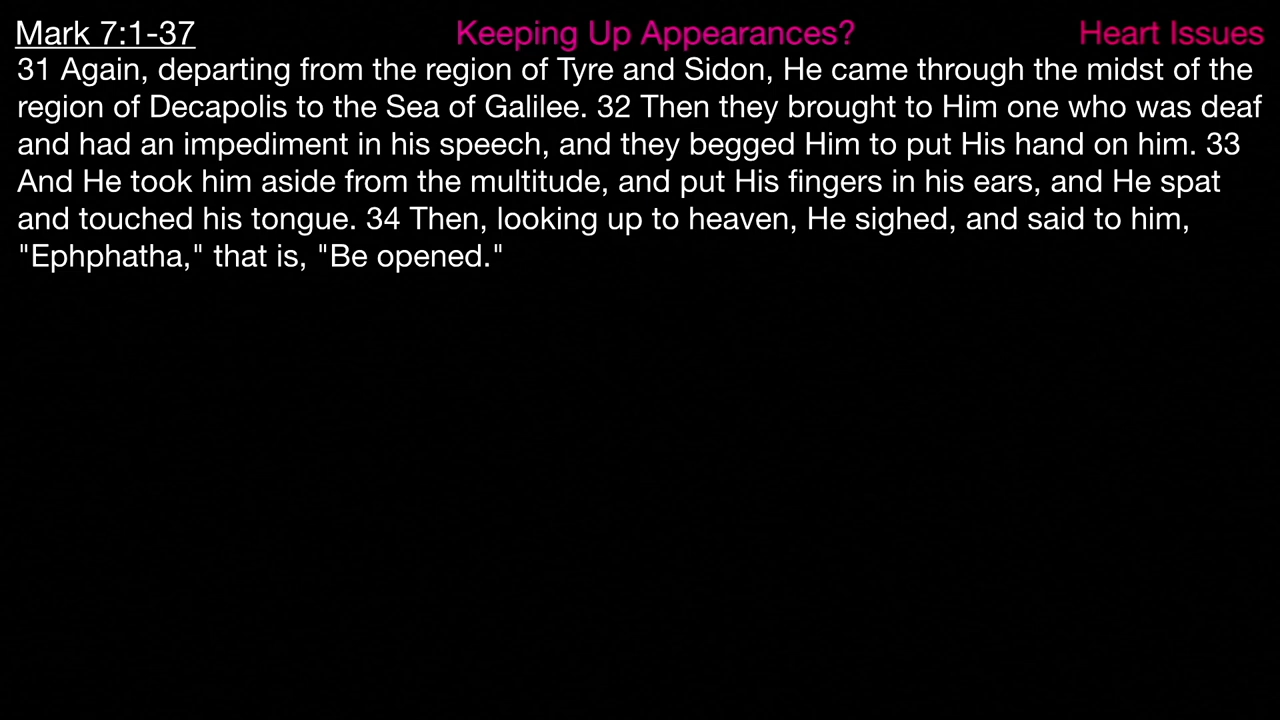 Mark 7:1-37 Keeping Up Appearances? Heart Issues
31 Again, departing from the region of Tyre and Sidon, He came through the midst of the
region of Decapolis to the Sea of Galilee. 32 Then they brought to Him one who was deaf
and had an impediment in his speech, and they begged Him to put His hand on him. 33
And He took him aside from the multitude, and put His fingers in his ears, and He spat
and touched his tongue. 34 Then, looking up to heaven, He sighed, and said to him,
"Ephphatha," that is, "Be opened."